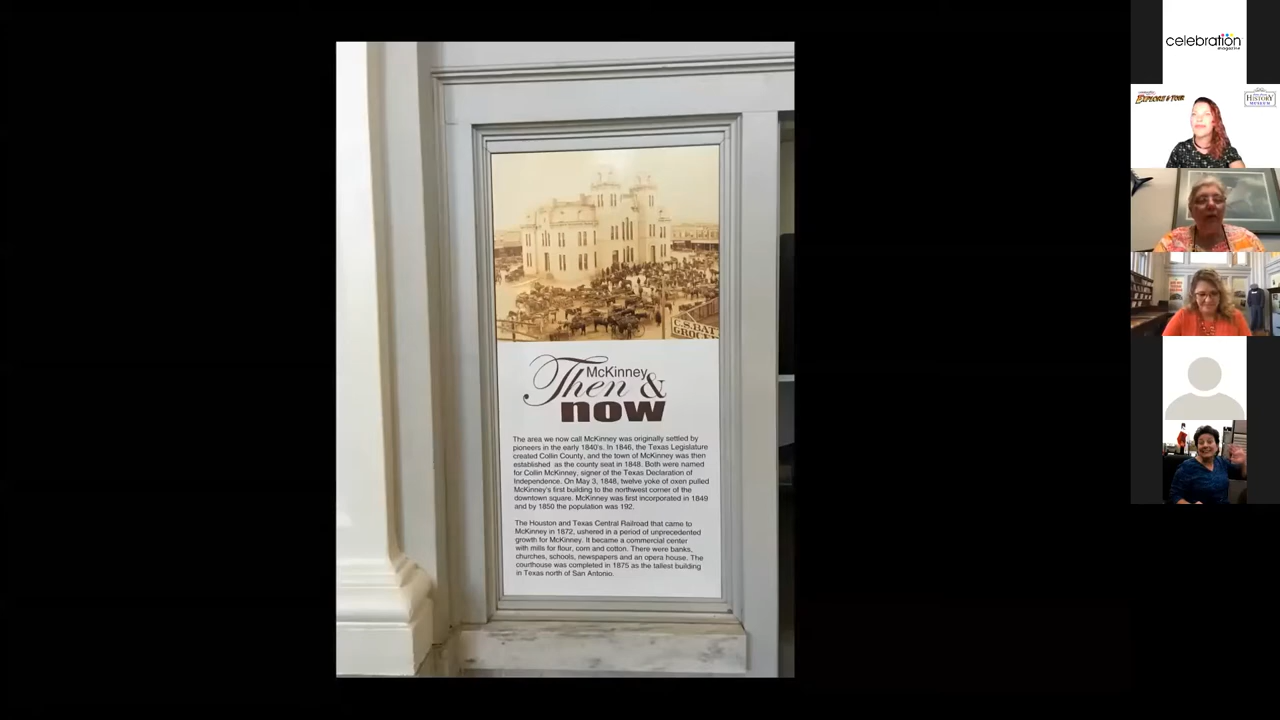 McKinney
Then &
now
The area we now call McKinney was originally settled by
pioneers in the early 1840's. In 1846, the Texas Legislature
created Collin County, and the town of McKinney was then
established as the county seat in 1848. Both were named
for Collin McKinney, signer of the Texas Declaration of
Independence. On May 3, 1848, twelve yoke of oxen pulled
McKinney's first building to the northwest corner of the
downtown square. McKinney was first incorporated in 1849
and by 1850 the population was 192.
The Houston and Texas Central Railroad that came to
McKinney in 1872, ushered in a period of unprecedented
growth for McKinney. It became a commercial center
with mills for flour, corn and cotton. There were banks,
churches, schools, newspapers and an opera house. The
courthouse was completed in 1875 as the tallest building
in Texas north of San Antonio.
celebration
magazine
EXPLORE & TOUR
HISTORY
MUSEUM